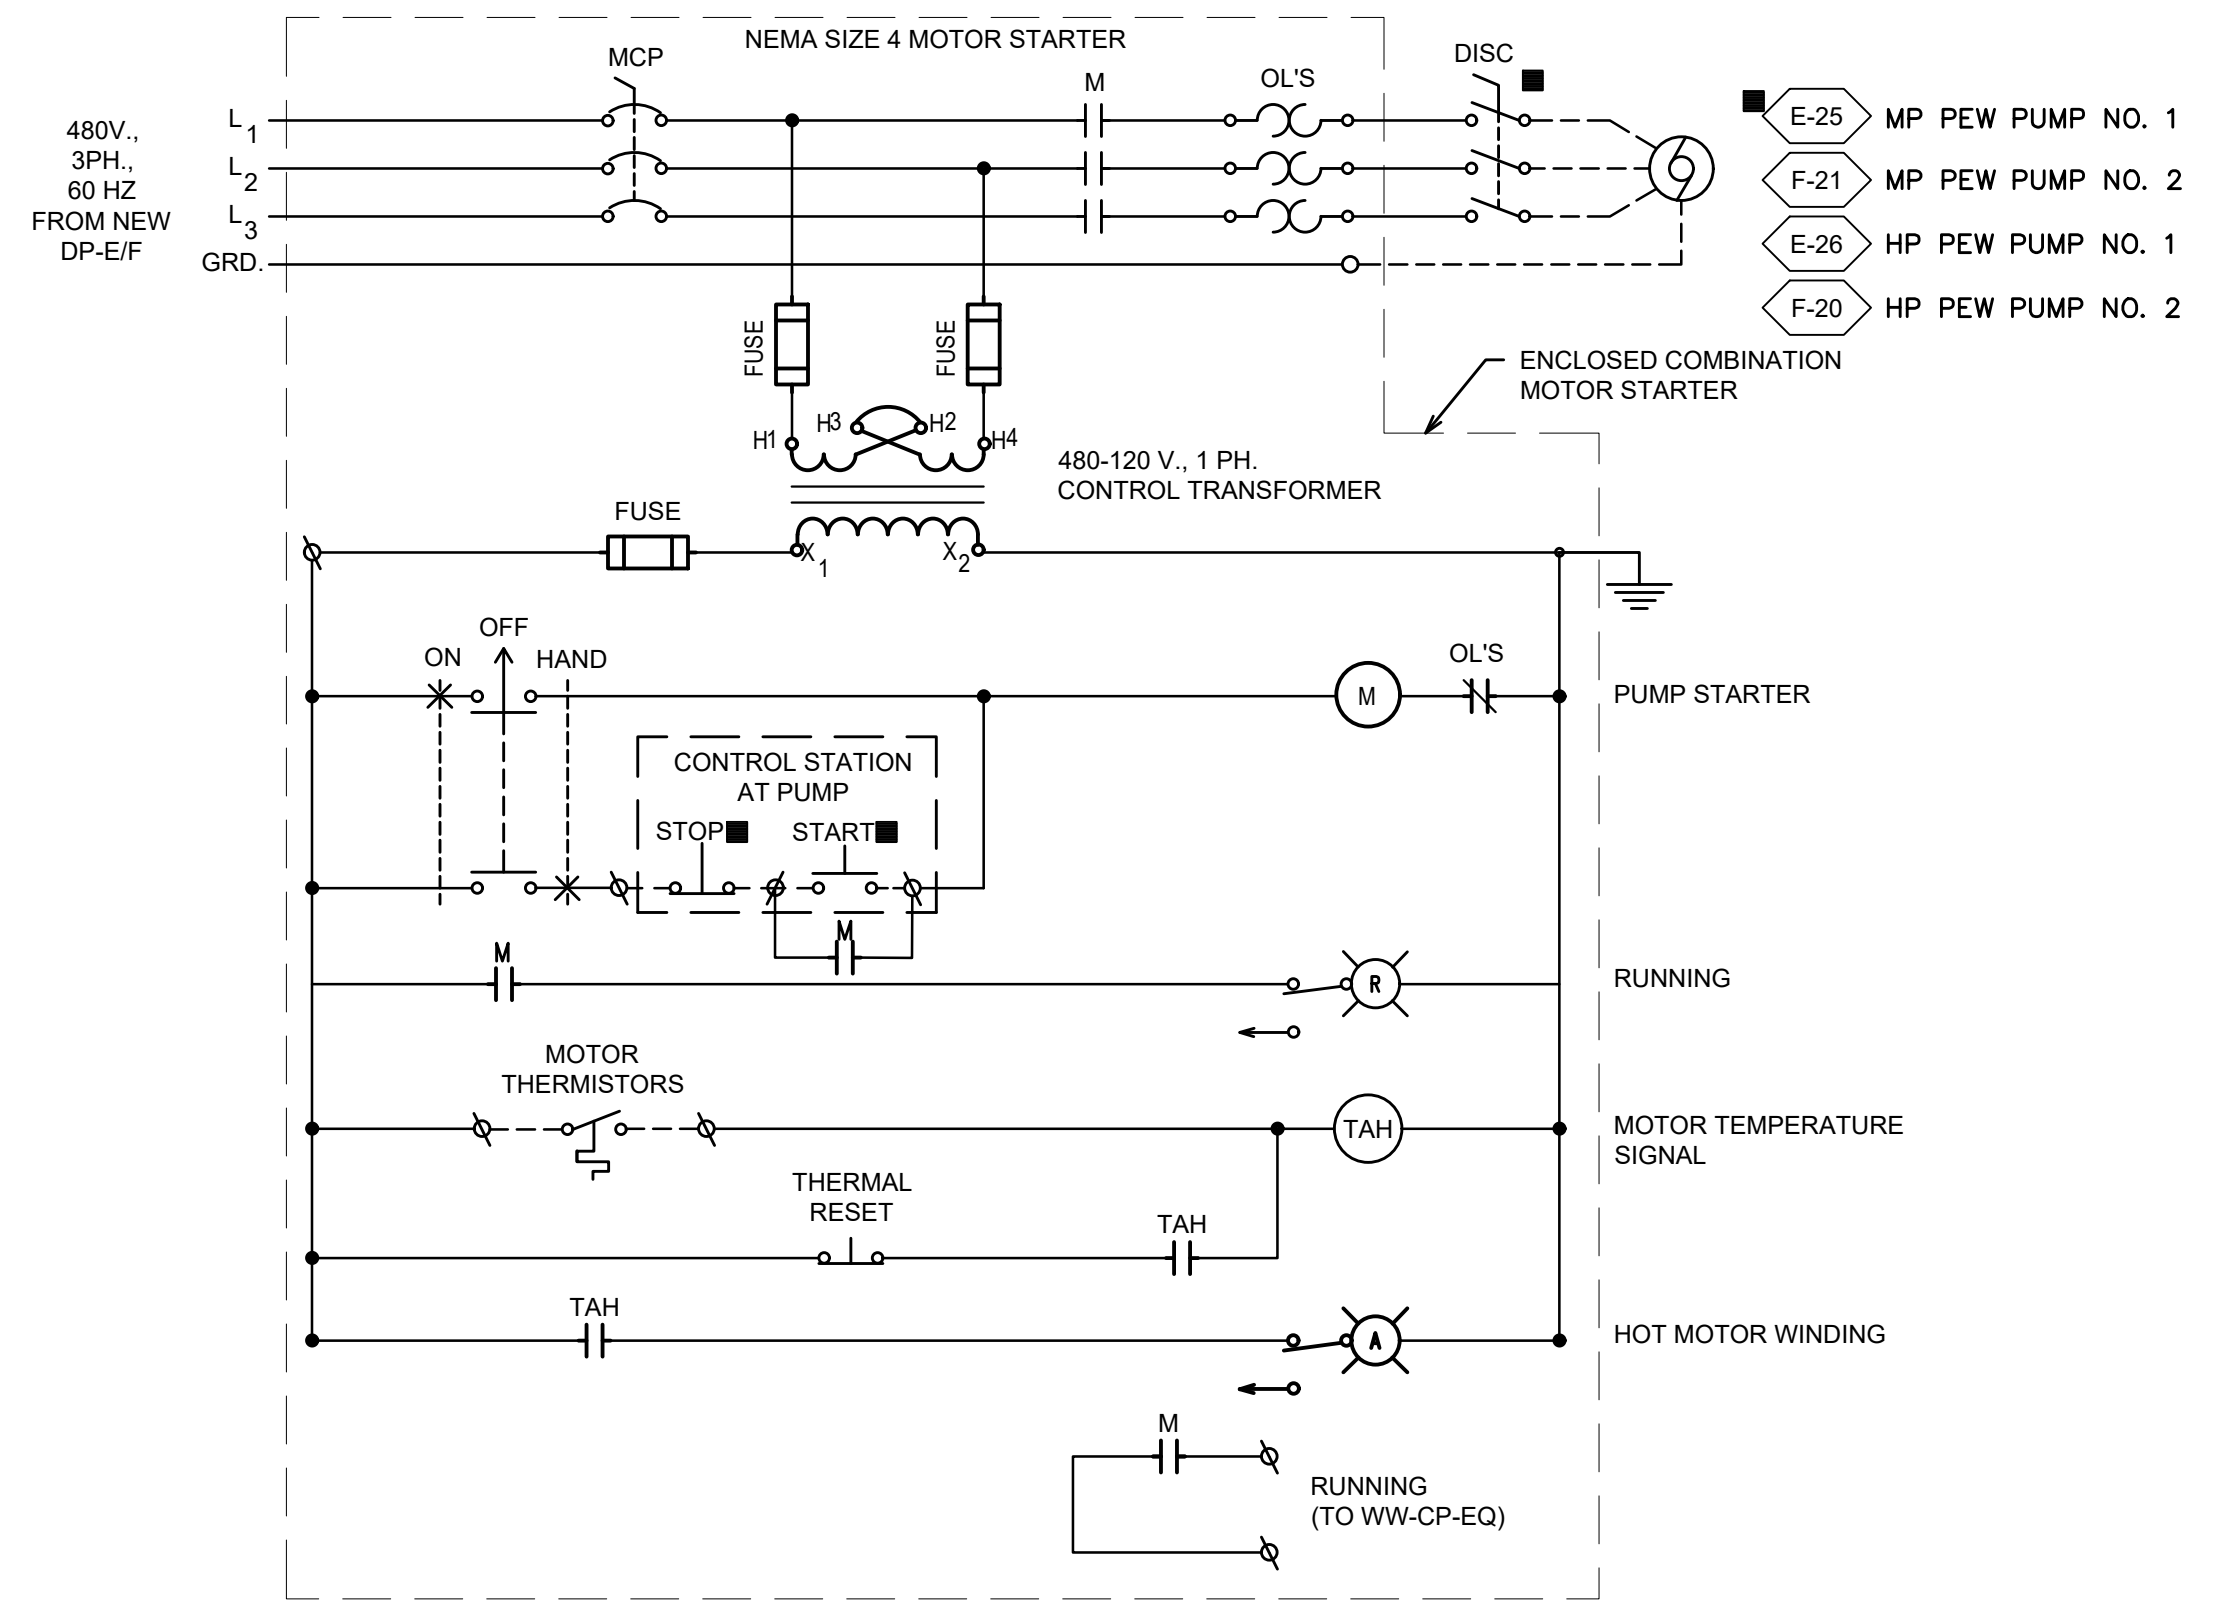 NEMA SIZE 4 MOTOR STARTER
MCP
M
OL'S
DISC
480V.,
3PH.,
60 HZ
FROM NEW
DP-E/F
L1
L2
L3
GRD.
E-25 MP PEW PUMP NO. 1
F-21 MP PEW PUMP NO. 2
E-26 HP PEW PUMP NO. 1
F-20 HP PEW PUMP NO. 2
FUSE
FUSE
ENCLOSED COMBINATION
MOTOR STARTER
H1
H3
H2
H4
480-120 V., 1 PH.
CONTROL TRANSFORMER
FUSE
X1
X2
ON
OFF
HAND
M
OL'S
PUMP STARTER
CONTROL STATION
AT PUMP
STOP
START
M
M
R
RUNNING
MOTOR
THERMISTORS
TAH
MOTOR TEMPERATURE
SIGNAL
THERMAL
RESET
TAH
TAH
A
HOT MOTOR WINDING
M
RUNNING
(TO WW-CP-EQ)